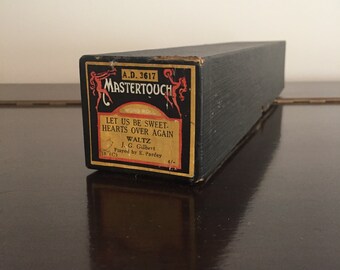 A.D. 3617
MASTERTOUCH
LET US BE SWEET-
HEARTS OVER AGAIN
WALTZ
J. G. Gilbert
Played by E. Pardey